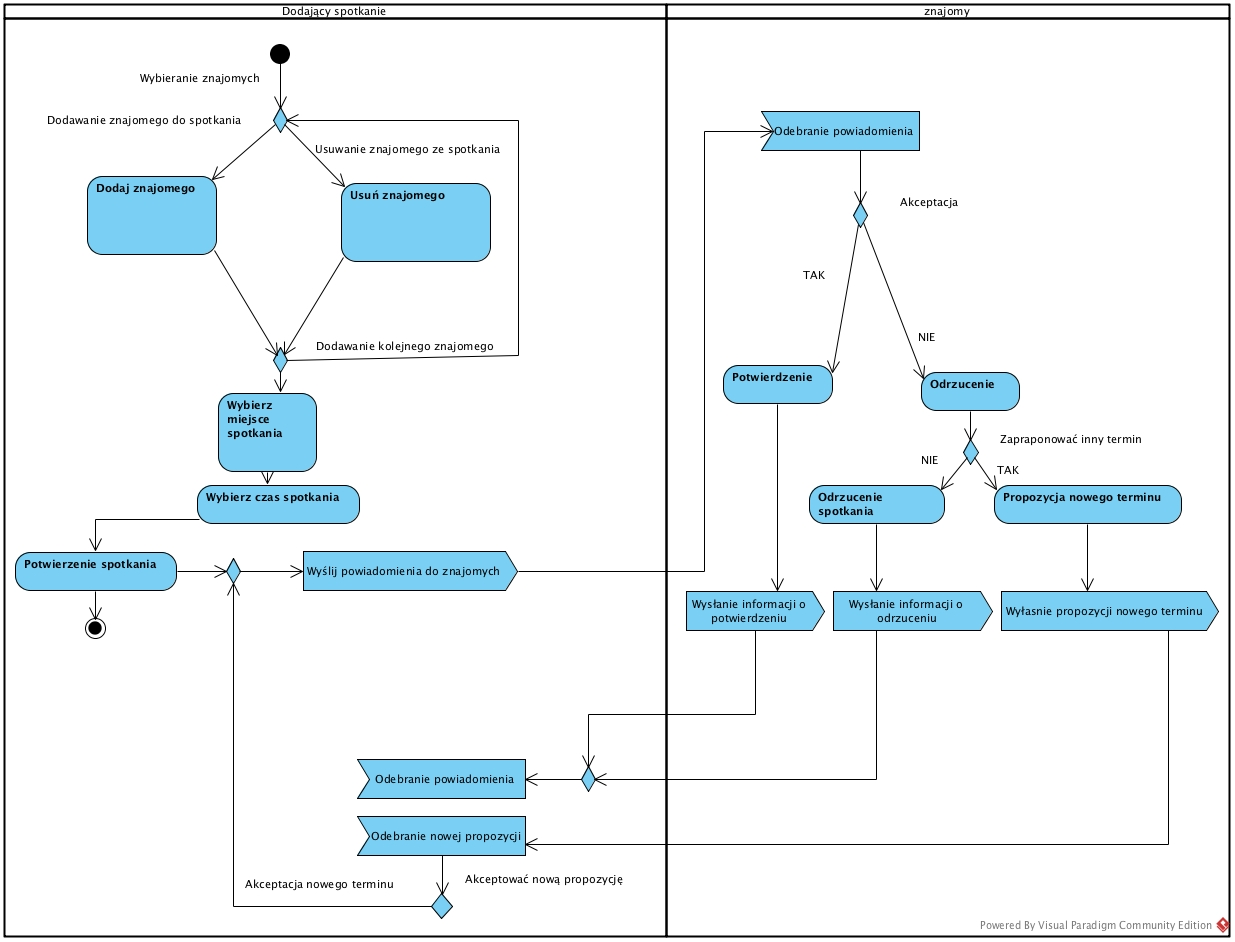 Dodający spotkanie
znajomy
Wybieranie znajomych
Dodawanie znajomego do spotkania
Usuwanie znajomego ze spotkania
Dodaj znajomego
Usuń znajomego
Dodawanie kolejnego znajomego
Wybierz
miejsce
spotkania
Wybierz czas spotkania
Potwierzenie spotkania
Wyślij powiadomienia do znajomych
Odebranie powiadomienia
Akceptacja
TAK
NIE
Potwierdzenie
Odrzucenie
Zapraponować inny termin
NIE
TAK
Odrzucenie
spotkania
Propozycja nowego terminu
Wysłanie informacji o
potwierdzeniu
Wysłanie informacji o
odrzuceniu
Wyłasnie propozycji nowego terminu
Odebranie powiadomienia
Odebranie nowej propozycji
Akceptacja nowego terminu
Akceptować nową propozycję
Powered By Visual Paradigm Community Edition